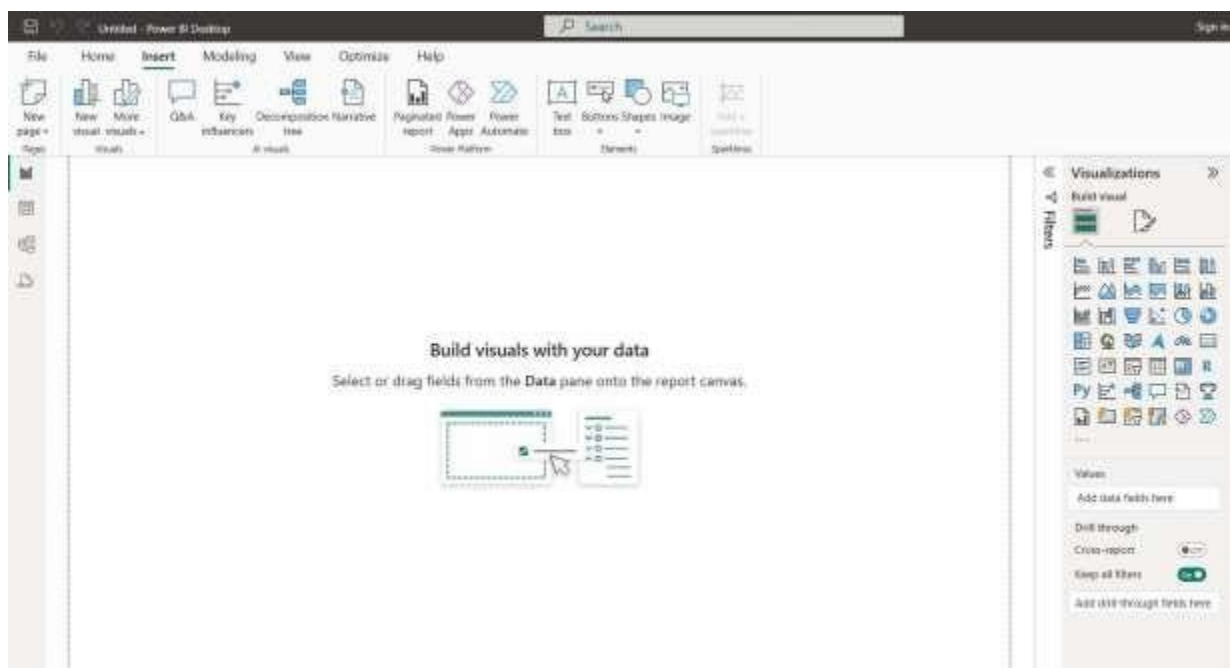 Untitled - Power BI Desktop
Search
Sign in
File Home Insert Modeling View Optimize Help
New page
New visual
More visuals
Q&A
Key influencers
Decomposition tree
Narrative
Paginated report
Power Apps
Power Automate
Text box
Buttons
Shapes
Image
Pages
Visuals
AI visuals
Power Platform
Elements
Sparklines
Filters
Visualizations
Build visual
R
Py
Build visuals with your data
Select or drag fields from the Data pane onto the report canvas.
Values
Add data fields here
Drill through
Cross-report
Keep all filters
Add drill-through fields here